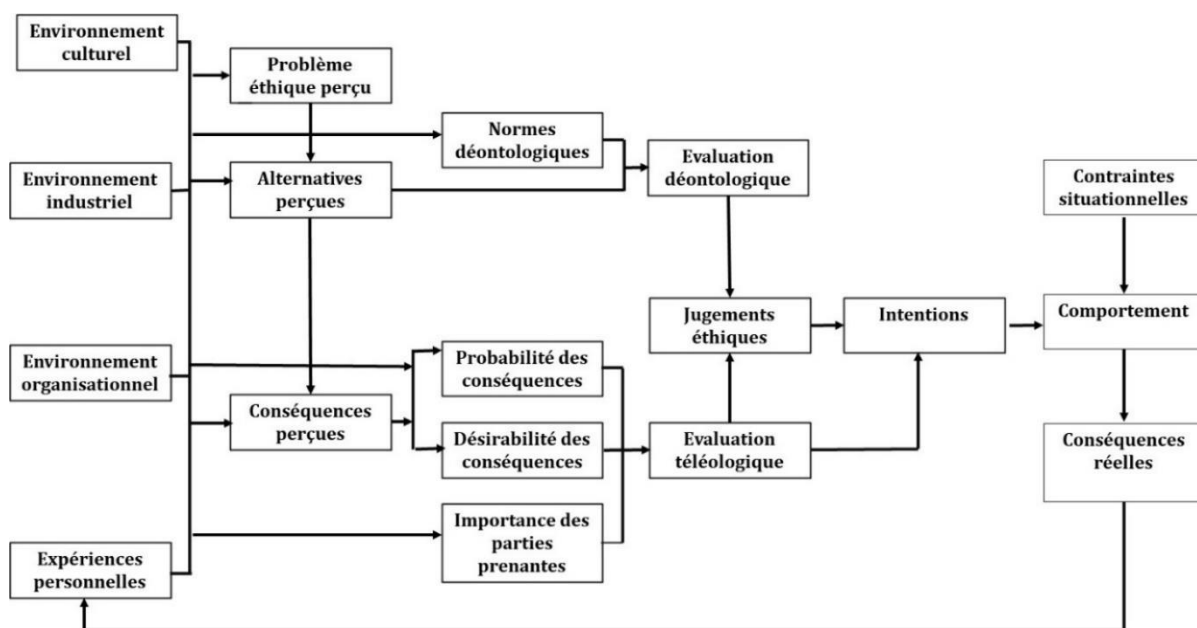 Environnement
culturel
Problème
éthique perçu
Normes
déontologiques
Evaluation
déontologique
Environnement
industriel
Alternatives
perçues
Contraintes
situationnelles
Jugements
éthiques
Intentions
Comportement
Environnement
organisationnel
Probabilité des
conséquences
Conséquences
perçues
Désirabilité des
conséquences
Evaluation
téléologique
Conséquences
réelles
Importance des
parties
prenantes
Expériences
personnelles